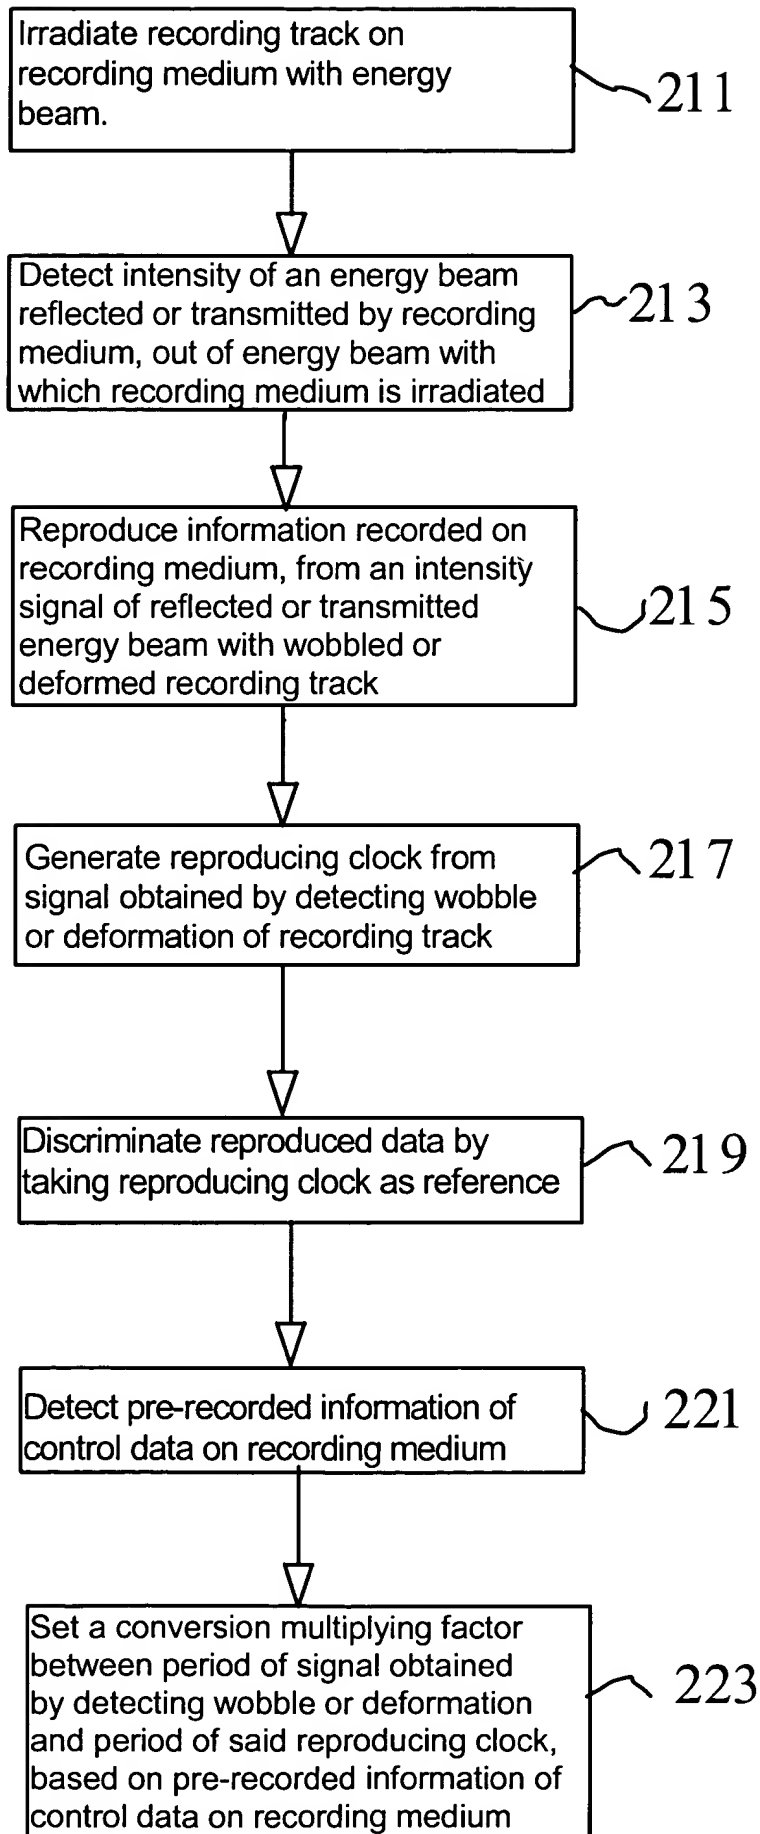 Irradiate recording track on
recording medium with energy
beam.
211
Detect intensity of an energy beam
reflected or transmitted by recording
medium, out of energy beam with
which recording medium is irradiated
213
Reproduce information recorded on
recording medium, from an intensity
signal of reflected or transmitted
energy beam with wobbled or
deformed recording track
215
Generate reproducing clock from
signal obtained by detecting wobble
or deformation of recording track
217
Discriminate reproduced data by
taking reproducing clock as reference
219
Detect pre-recorded information of
control data on recording medium
221
Set a conversion multiplying factor
between period of signal obtained
by detecting wobble or deformation
and period of said reproducing clock,
based on pre-recorded information of
control data on recording medium
223